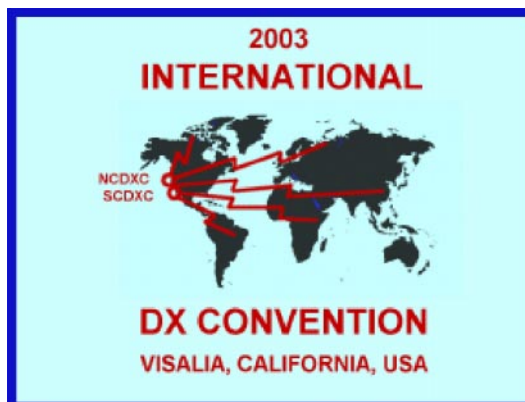 2003
INTERNATIONAL
NCDXC
SCDXC
DX CONVENTION
VISALIA, CALIFORNIA, USA